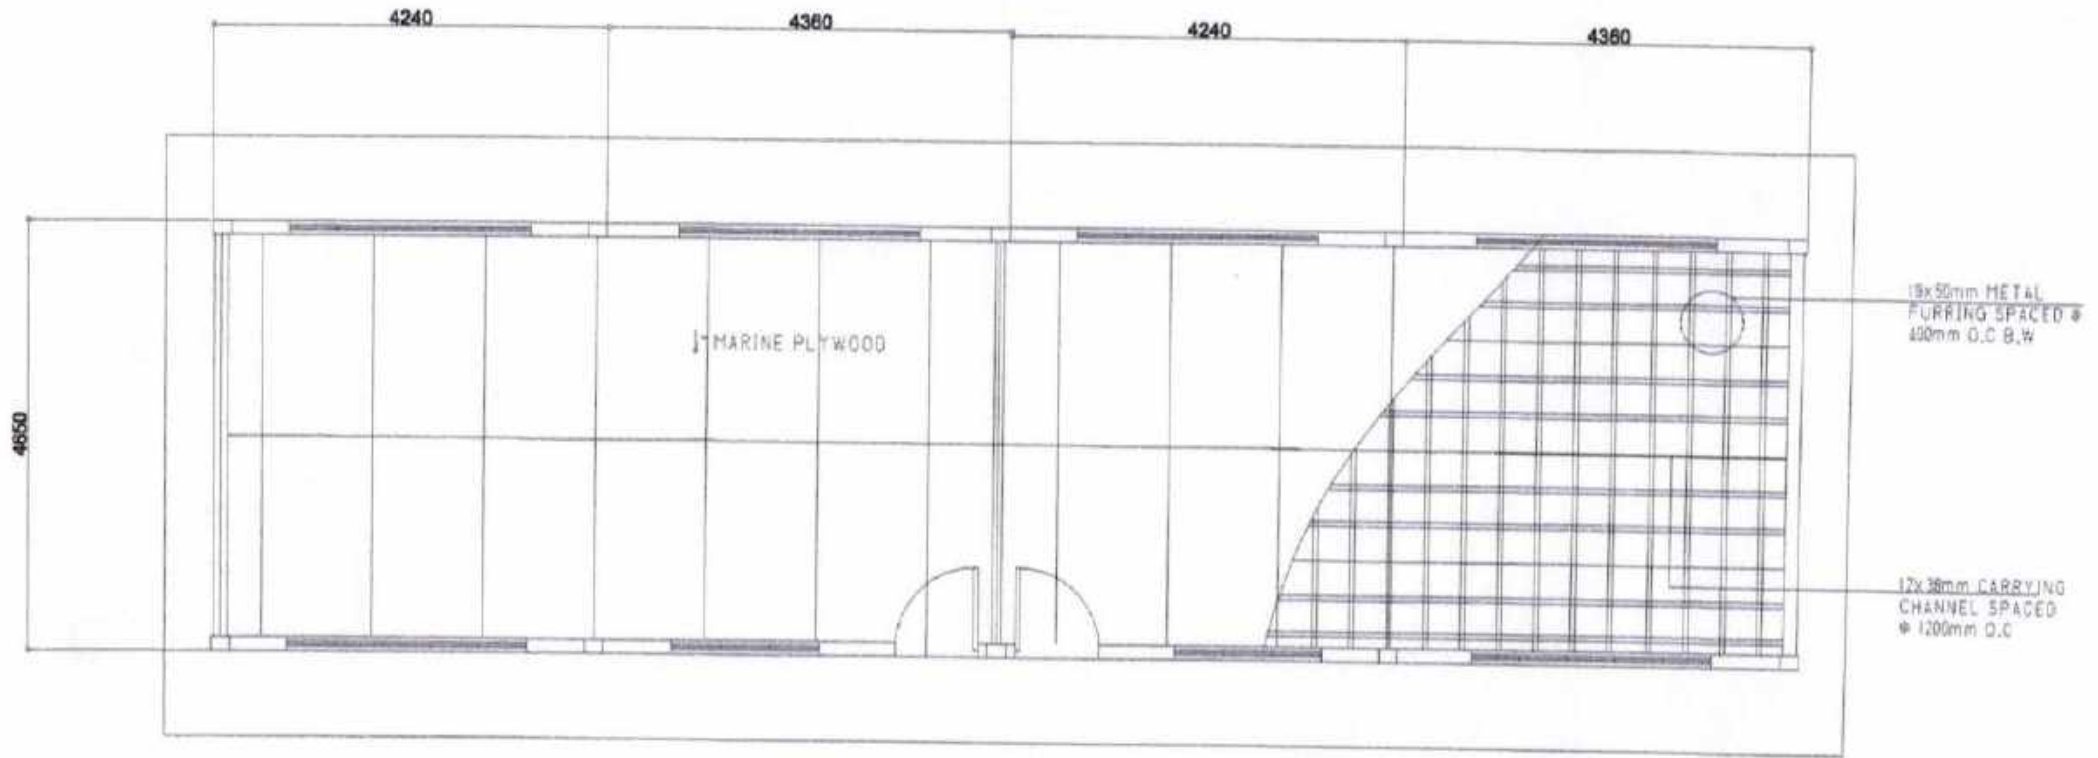 4240
4360
4240
4360
4650
MARINE PLYWOOD
19x50mm METAL
FURRING SPACED @
400mm O.C B.W
12x38mm CARRYING
CHANNEL SPACED
@ 1200mm O.C